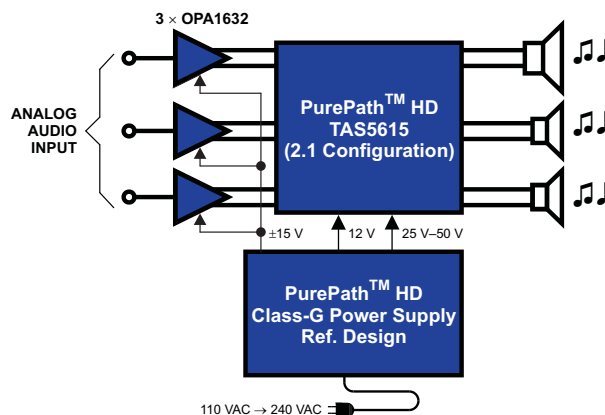 3 × OPA1632
ANALOG
AUDIO
INPUT
PurePath™ HD
TAS5615
(2.1 Configuration)
±15 V
12 V
25 V–50 V
PurePath™ HD
Class-G Power Supply
Ref. Design
110 VAC → 240 VAC